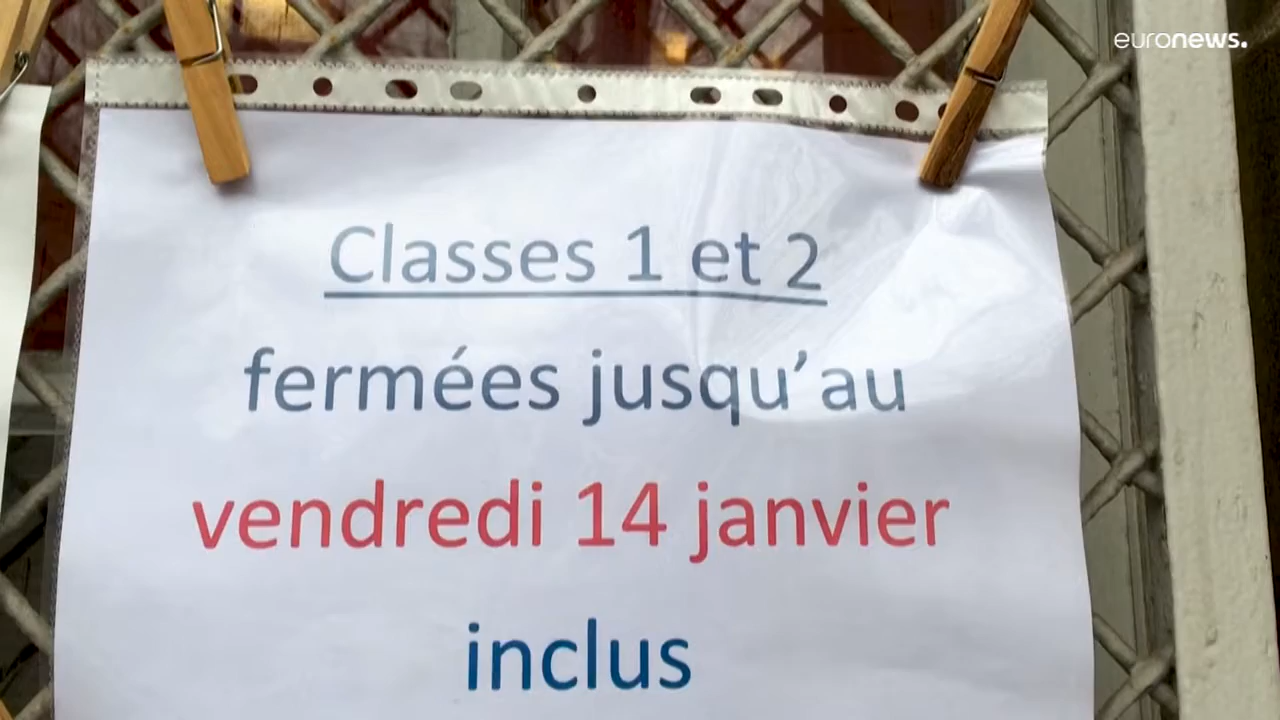 euronews.
Classes 1 et 2
fermées jusqu'au
vendredi 14 janvier
inclus